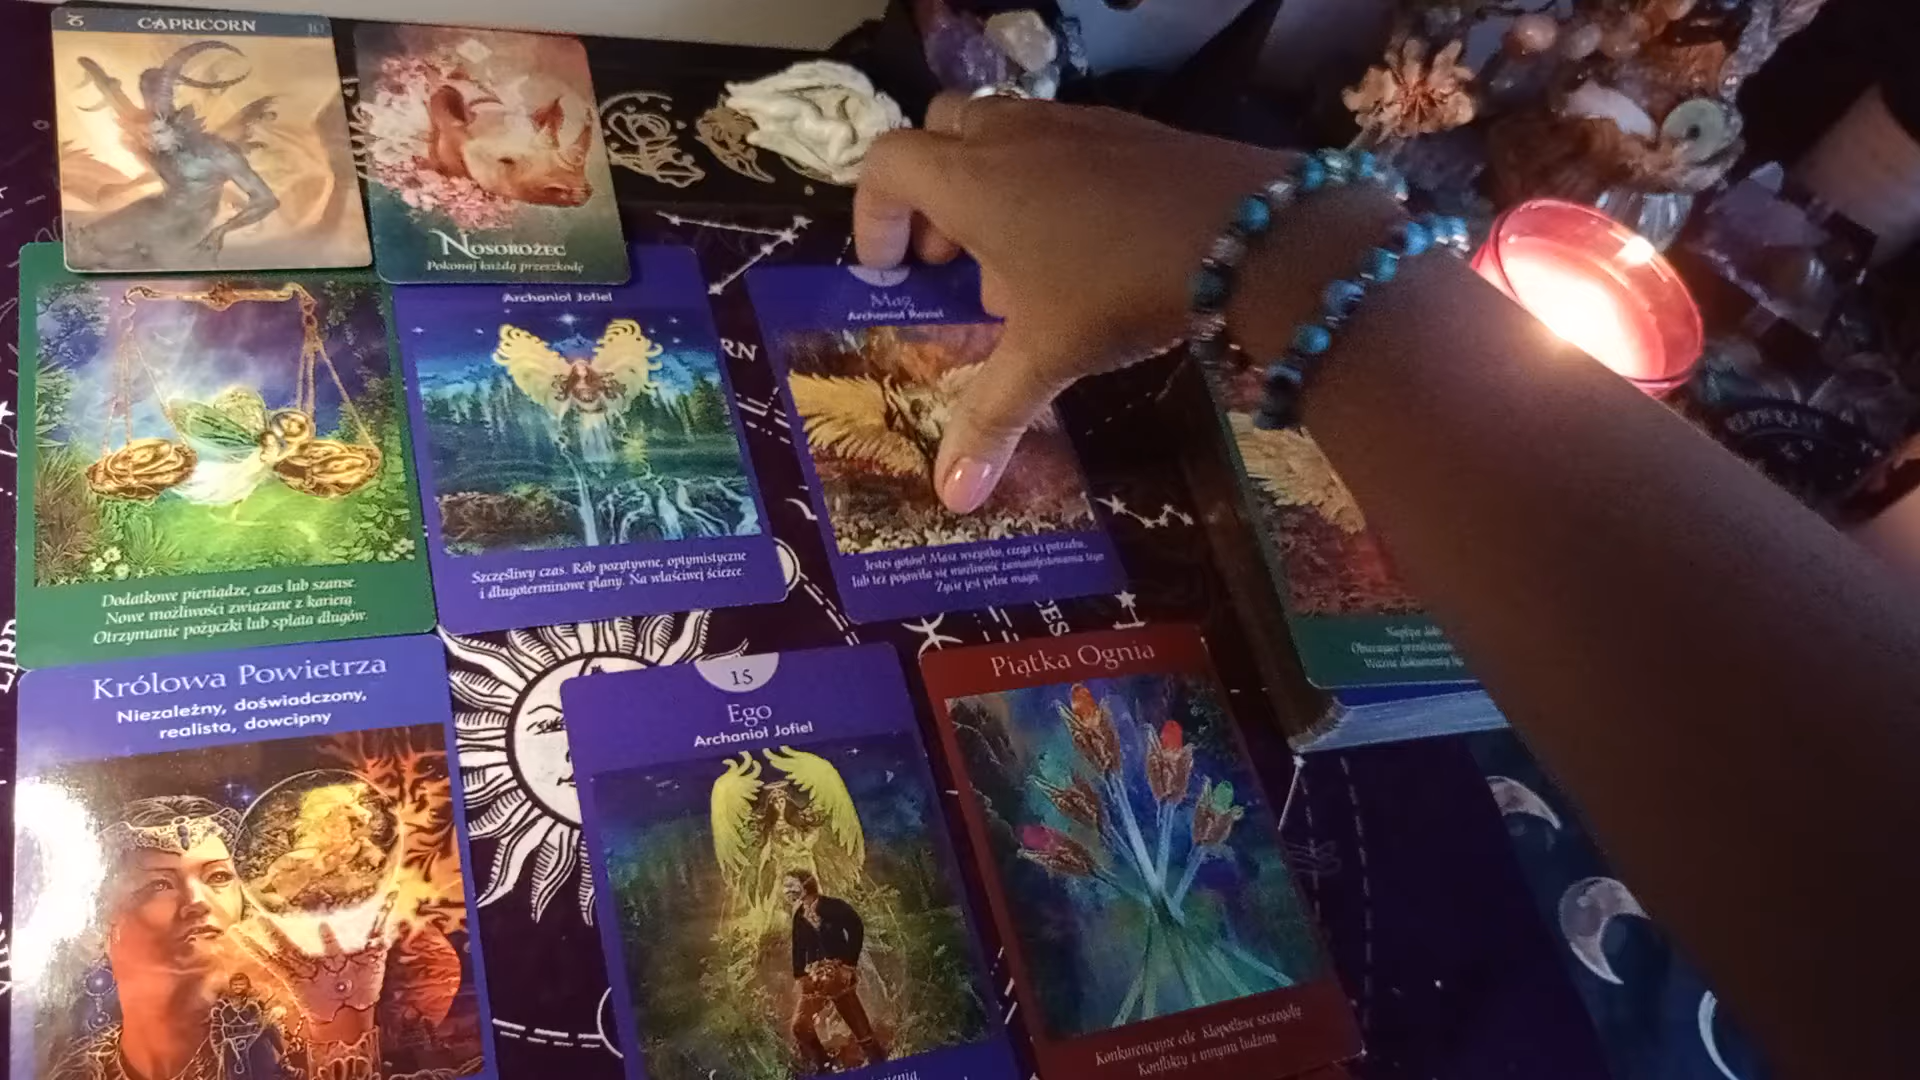 CAPRICORN
10
Nosorożec
Pokonaj każdą przeszkodę
Dodatkowe pieniądze, czas lub szanse.
Nowe możliwości związane z karierą.
Otrzymanie pożyczki lub spłata długów.
Archanioł Jofiel
Szczęśliwy czas. Rób pozytywne, optymistyczne
i długoterminowe plany. Na właściwej ścieżce.
Mag
Archanioł Raziel
Jesteś gotów! Masz wszystko, czego Ci potrzeba,
lub też pojawiła się możliwość zamanifestowania tego
Życie jest pełne magii
RN
Królowa Powietrza
Niezależny, doświadczony,
realista, dowcipny
15
Ego
Archanioł Jofiel
Piątka Ognia
Konkurencyjne cele Kłopotliwe szczegóły
Konflikty z innymi ludźmi
CES